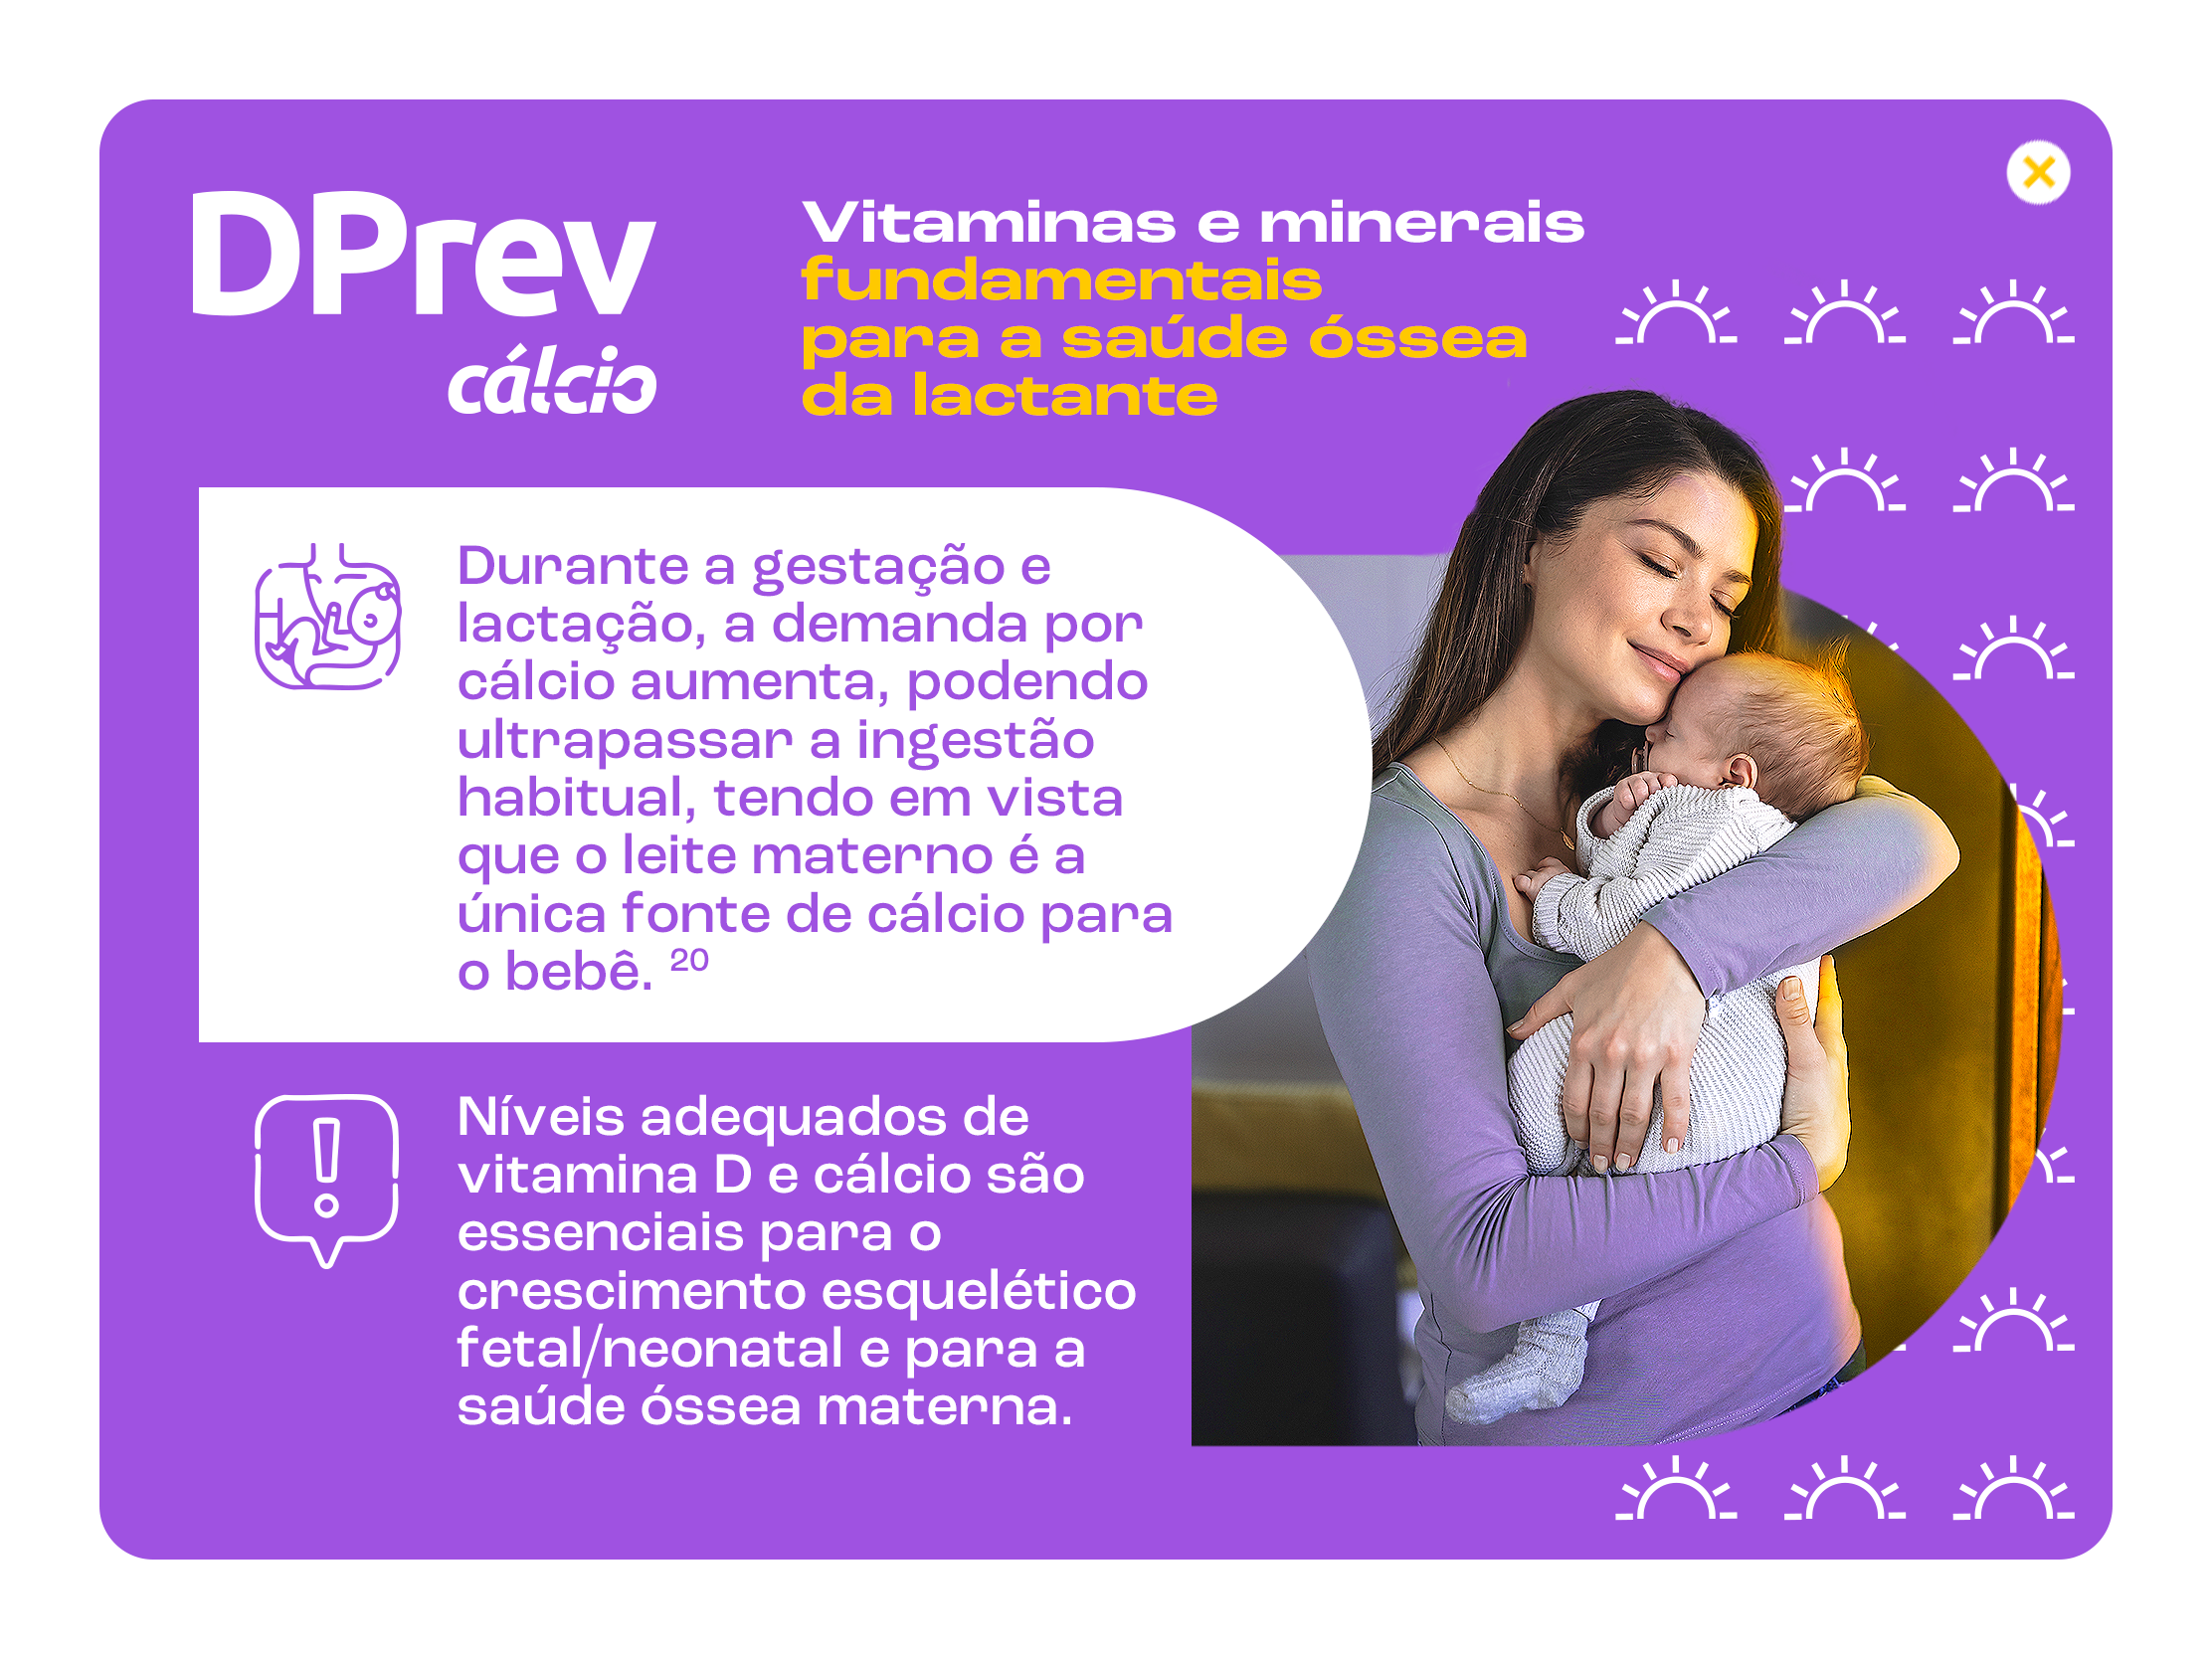 DPrev
cálcio
Vitaminas e minerais
fundamentais
para a saúde óssea
da lactante
Durante a gestação e
lactação, a demanda por
cálcio aumenta, podendo
ultrapassar a ingestão
habitual, tendo em vista
que o leite materno é a
única fonte de cálcio para
o bebê. 20
Níveis adequados de
vitamina D e cálcio são
essenciais para o
crescimento esquelético
fetal/neonatal e para a
saúde óssea materna.